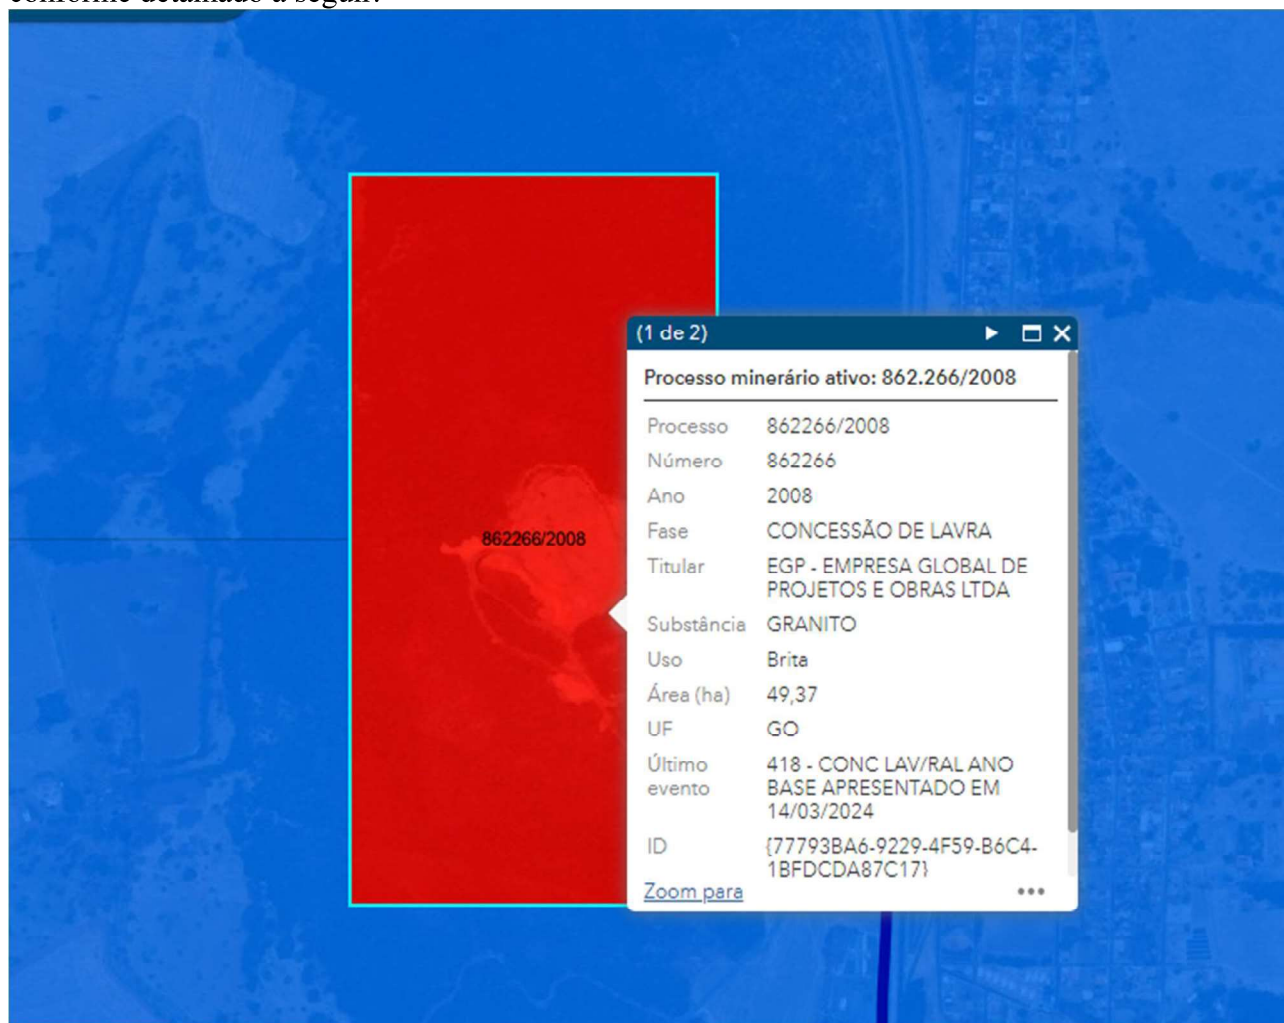 conforme detalhado a seguir:
(1 de 2)
Processo minerário ativo: 862.266/2008
Processo 862266/2008
Número 862266
Ano 2008
Fase CONCESSÃO DE LAVRA
Titular EGP - EMPRESA GLOBAL DE
PROJETOS E OBRAS LTDA
Substância GRANITO
Uso Brita
Área (ha) 49,37
UF GO
Último 418 - CONC LAV/RAL ANO
evento BASE APRESENTADO EM
14/03/2024
ID {77793BA6-9229-4F59-B6C4-
1BFDCDA87C17}
Zoom para
862266/2008